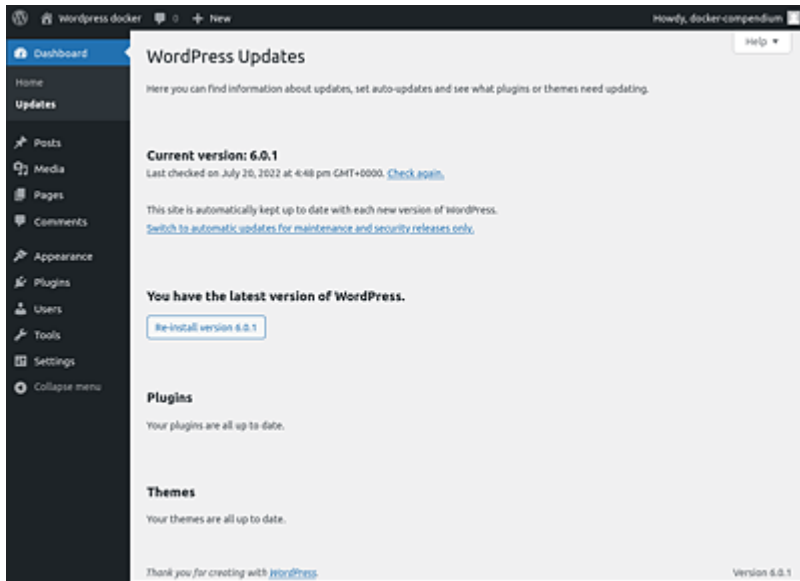 Wordpress docker 0 + New Howdy, docker-compendium
Help ▼
Dashboard
Home
Updates
Posts
Media
Pages
Comments
Appearance
Plugins
Users
Tools
Settings
Collapse menu
WordPress Updates
Here you can find information about updates, set auto-updates and see what plugins or themes need updating.
Current version: 6.0.1
Last checked on July 20, 2022 at 4:48 pm GMT+0000. Check again.
This site is automatically kept up to date with each new version of WordPress.
Switch to automatic updates for maintenance and security releases only.
You have the latest version of WordPress.
Re-install version 6.0.1
Plugins
Your plugins are all up to date.
Themes
Your themes are all up to date.
Thank you for creating with WordPress. Version 6.0.1